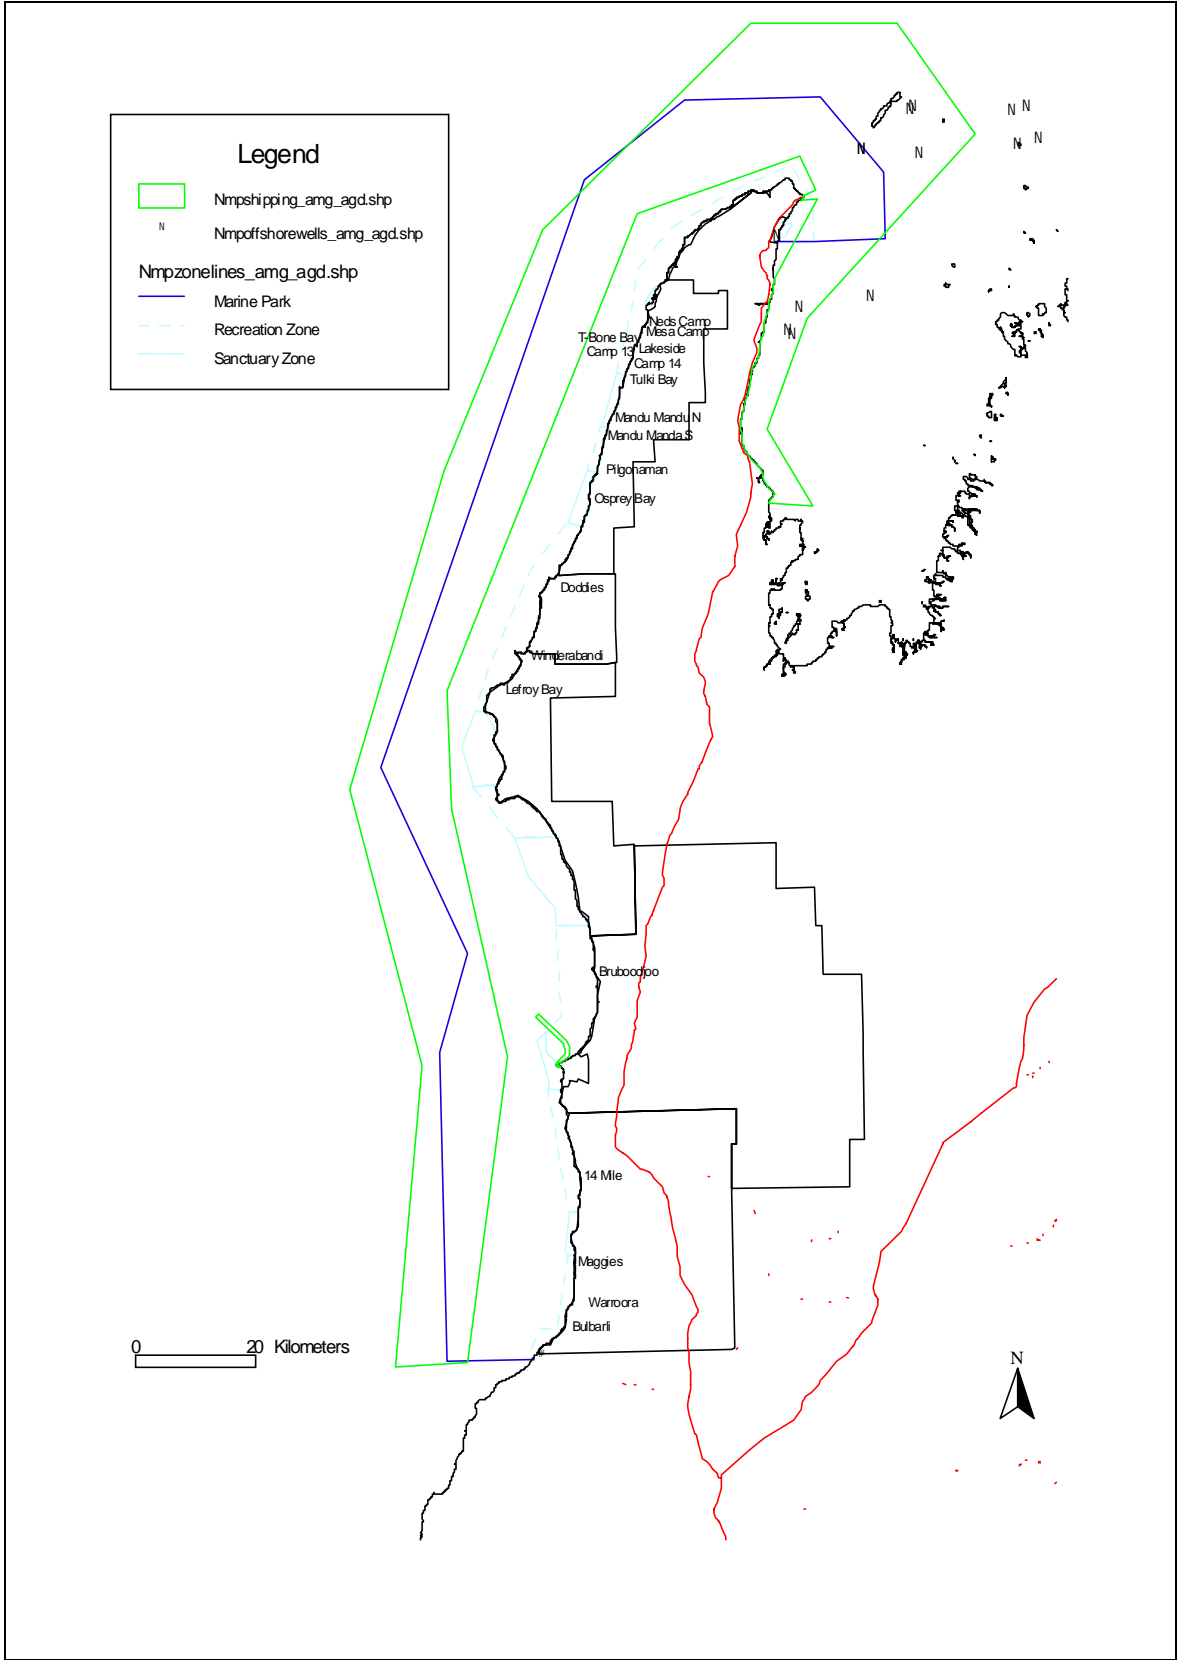 Legend
Nmpshipping_amg_agd.shp
N Nmpoffshorewells_amg_agd.shp
Nmpzonelines_amg_agd.shp
Marine Park
Recreation Zone
Sanctuary Zone
N
N
N
N
N
N
N
N
N
N
N
N
N
Neds Camp
Mesa Camp
T-Bone Bay
Lakeside
Camp 13
Camp 14
Tulki Bay
Mandu Mandu N
Mandu Manda S
Pilgonaman
Osprey Bay
Doddies
Winderabandi
Lefroy Bay
Bruboodjoo
14 Mile
Maggies
Warroora
Bulbarli
0 20 Kilometers
N